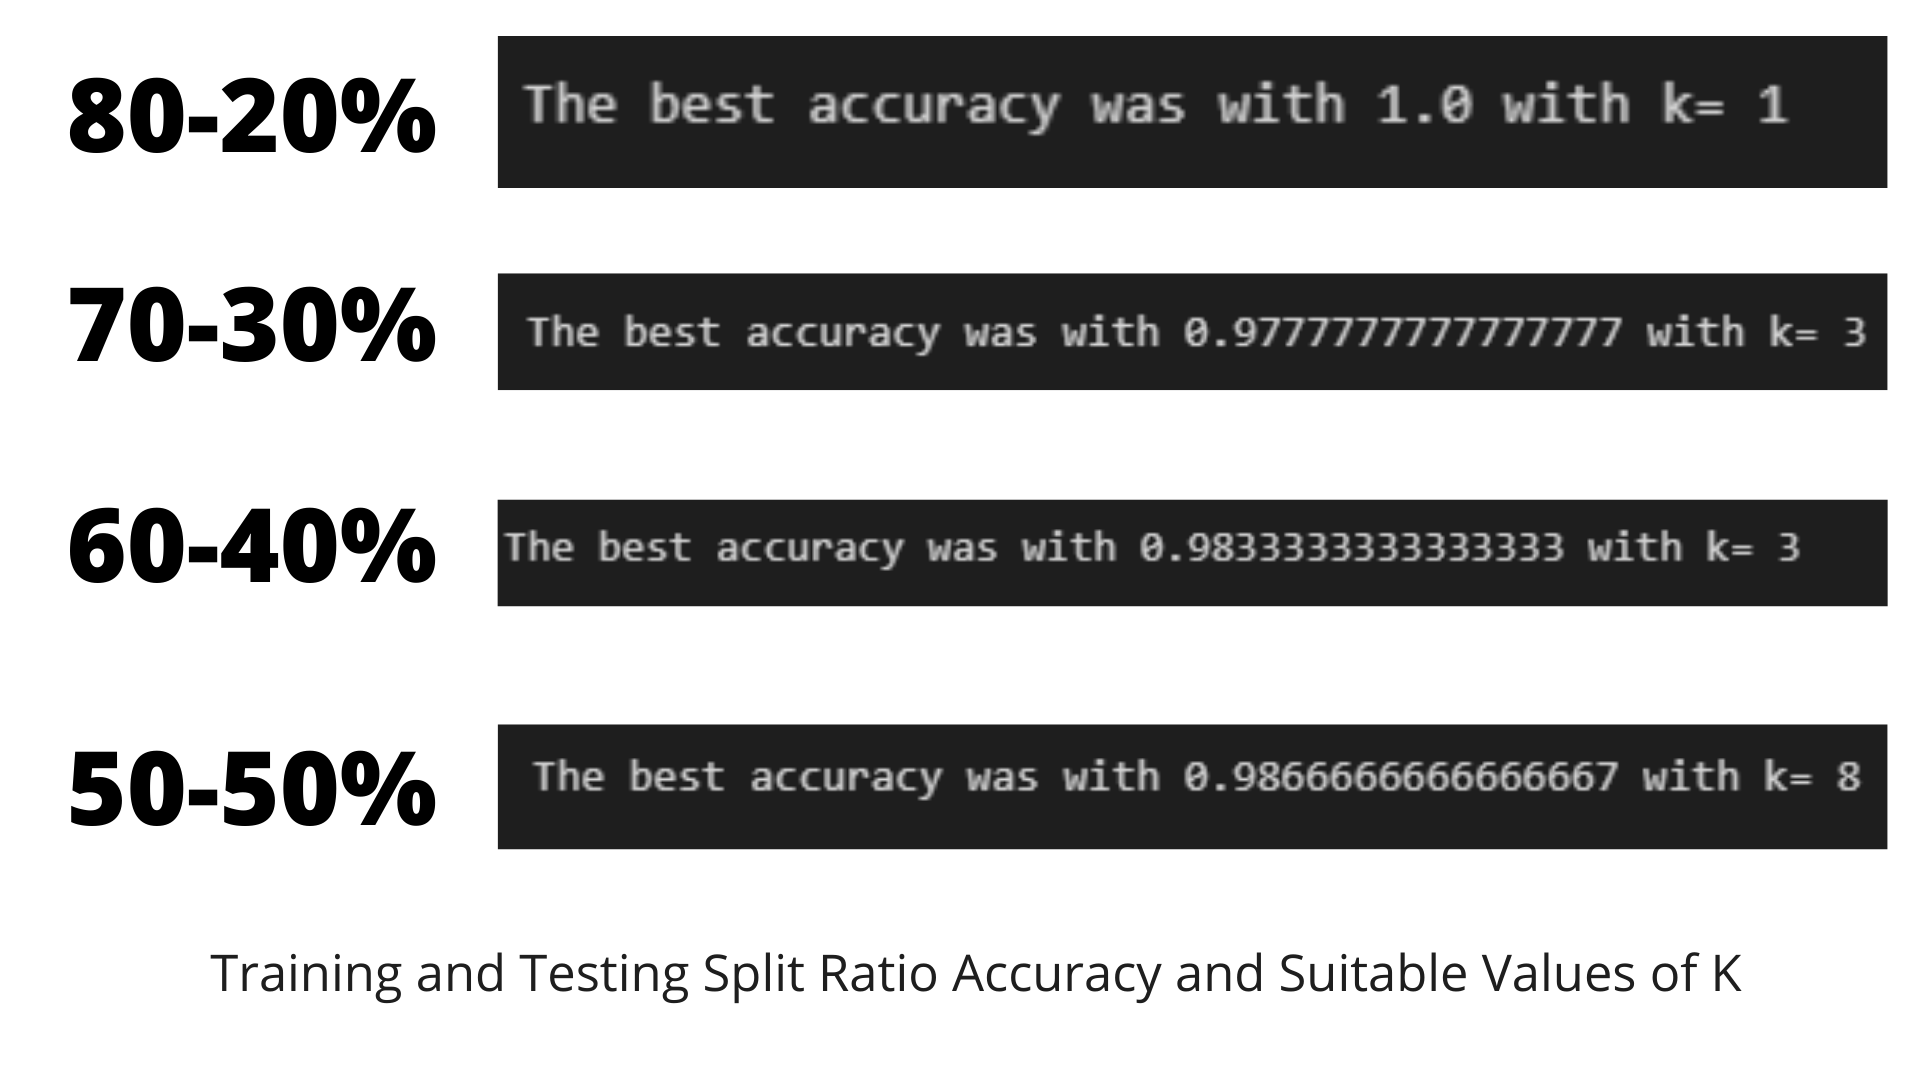 80-20%
The best accuracy was with 1.0 with k= 1
70-30%
The best accuracy was with 0.9777777777777777 with k= 3
60-40%
The best accuracy was with 0.9833333333333333 with k= 3
50-50%
The best accuracy was with 0.9866666666666667 with k= 8
Training and Testing Split Ratio Accuracy and Suitable Values of K